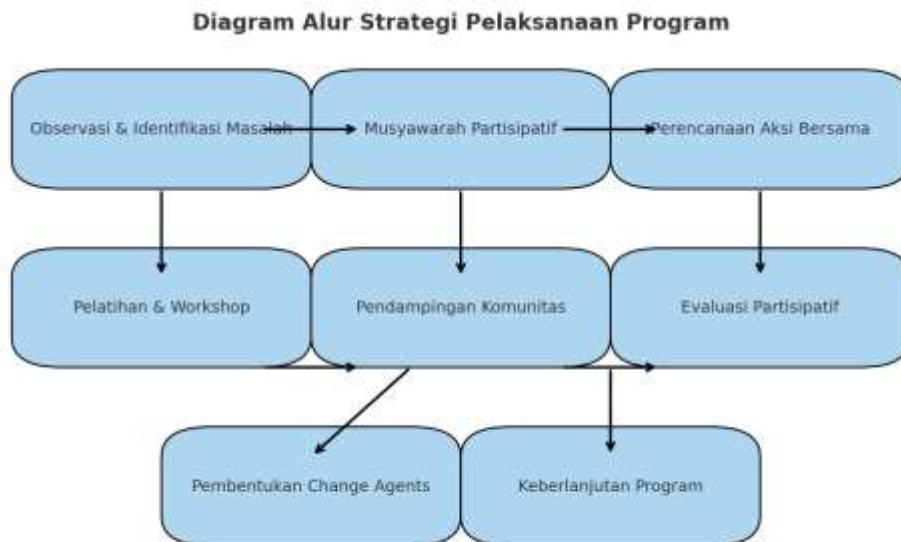 Diagram Alur Strategi Pelaksanaan Program
Observasi & Identifikasi Masalah
Musyawarah Partisipatif
Perencanaan Aksi Bersama
Pelatihan & Workshop
Pendampingan Komunitas
Evaluasi Partisipatif
Pembentukan Change Agents
Keberlanjutan Program